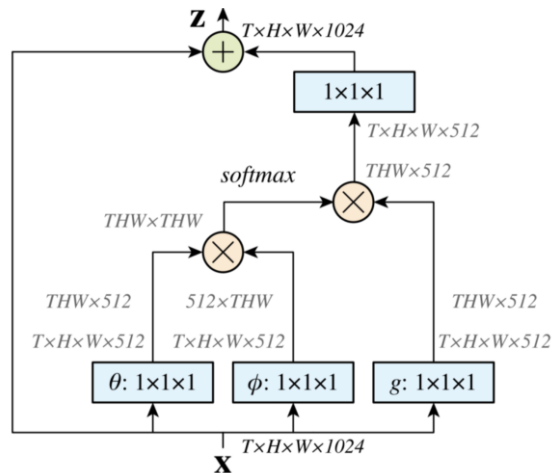 z
T×H×W×1024
+
1×1×1
T×H×W×512
THW×512
softmax
×
THW×THW
×
THW×512
512×THW
THW×512
T×H×W×512
T×H×W×512
T×H×W×512
θ: 1×1×1
ϕ: 1×1×1
g: 1×1×1
T×H×W×1024
x